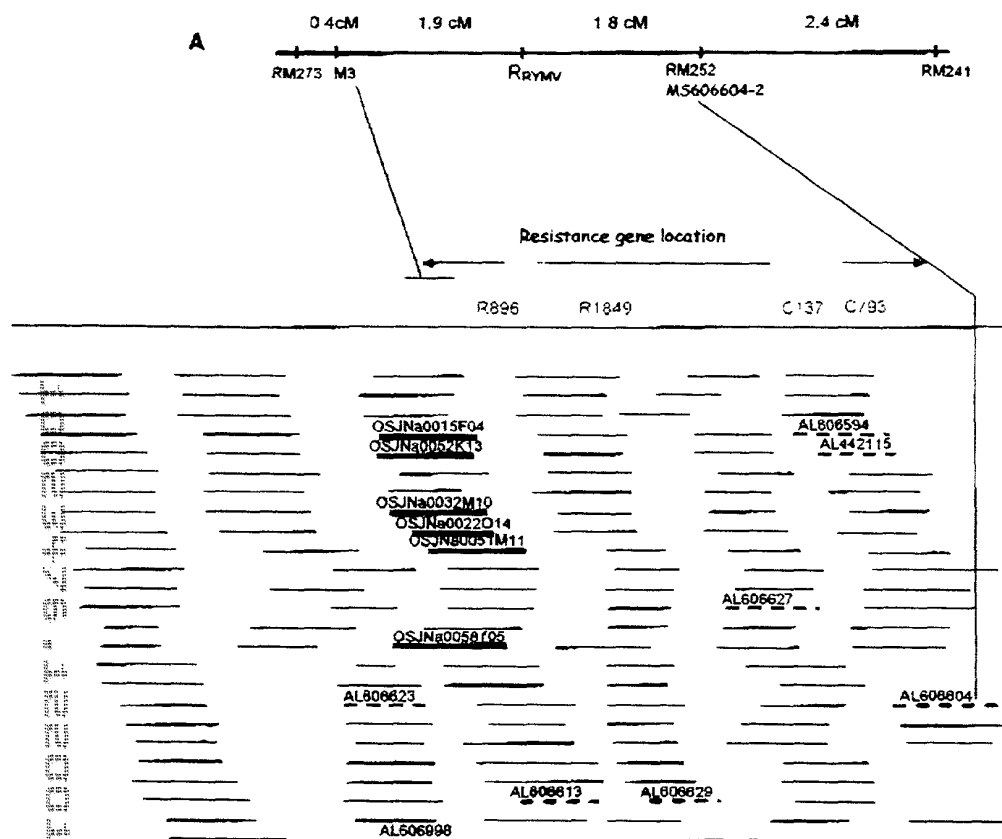 0.4cM 1.9 cM 1.8 cM 2.4 cM
A
RM273 M3 RRYMV RM252 RM241
MS606604-2
Resistance gene location
R896 R1849 C137 C793
OSJNa0015F04 AL606594
OSJNa0052K13 AL442115
OSJNa0032M10
OSJNa0022O14
OSJNa0051M11
AL606627
OSJNa0058f05
AL606623 AL606604
AL606613 AL606629
AL606998